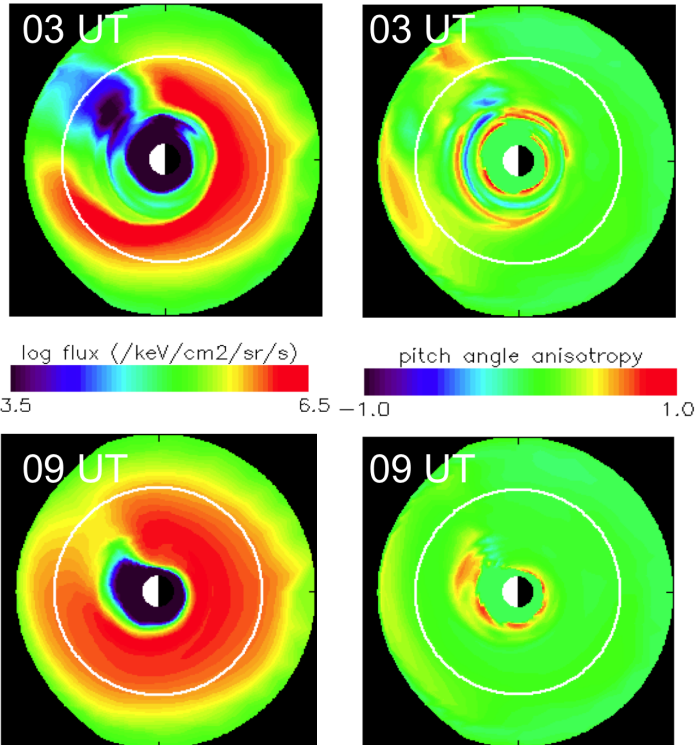 03 UT
03 UT
log flux (/keV/cm2/sr/s)
pitch angle anisotropy
3.5
6.5
-1.0
1.0
09 UT
09 UT